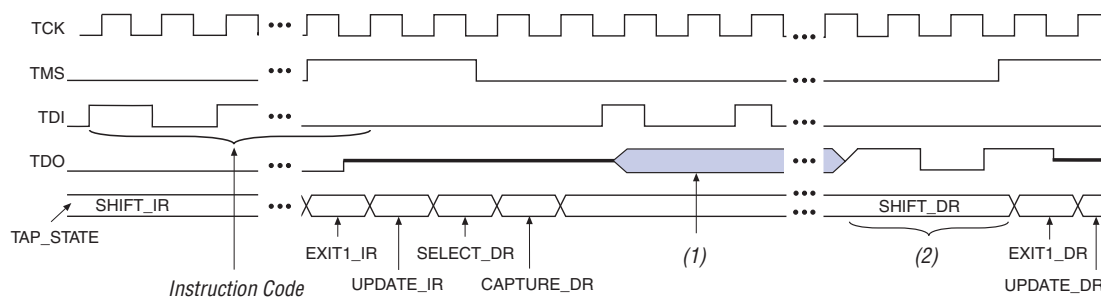 TCK
TMS
TDI
TDO
SHIFT_IR
SHIFT_DR
TAP_STATE
EXIT1_IR
SELECT_DR
(1)
(2)
EXIT1_DR
Instruction Code
UPDATE_IR
CAPTURE_DR
UPDATE_DR